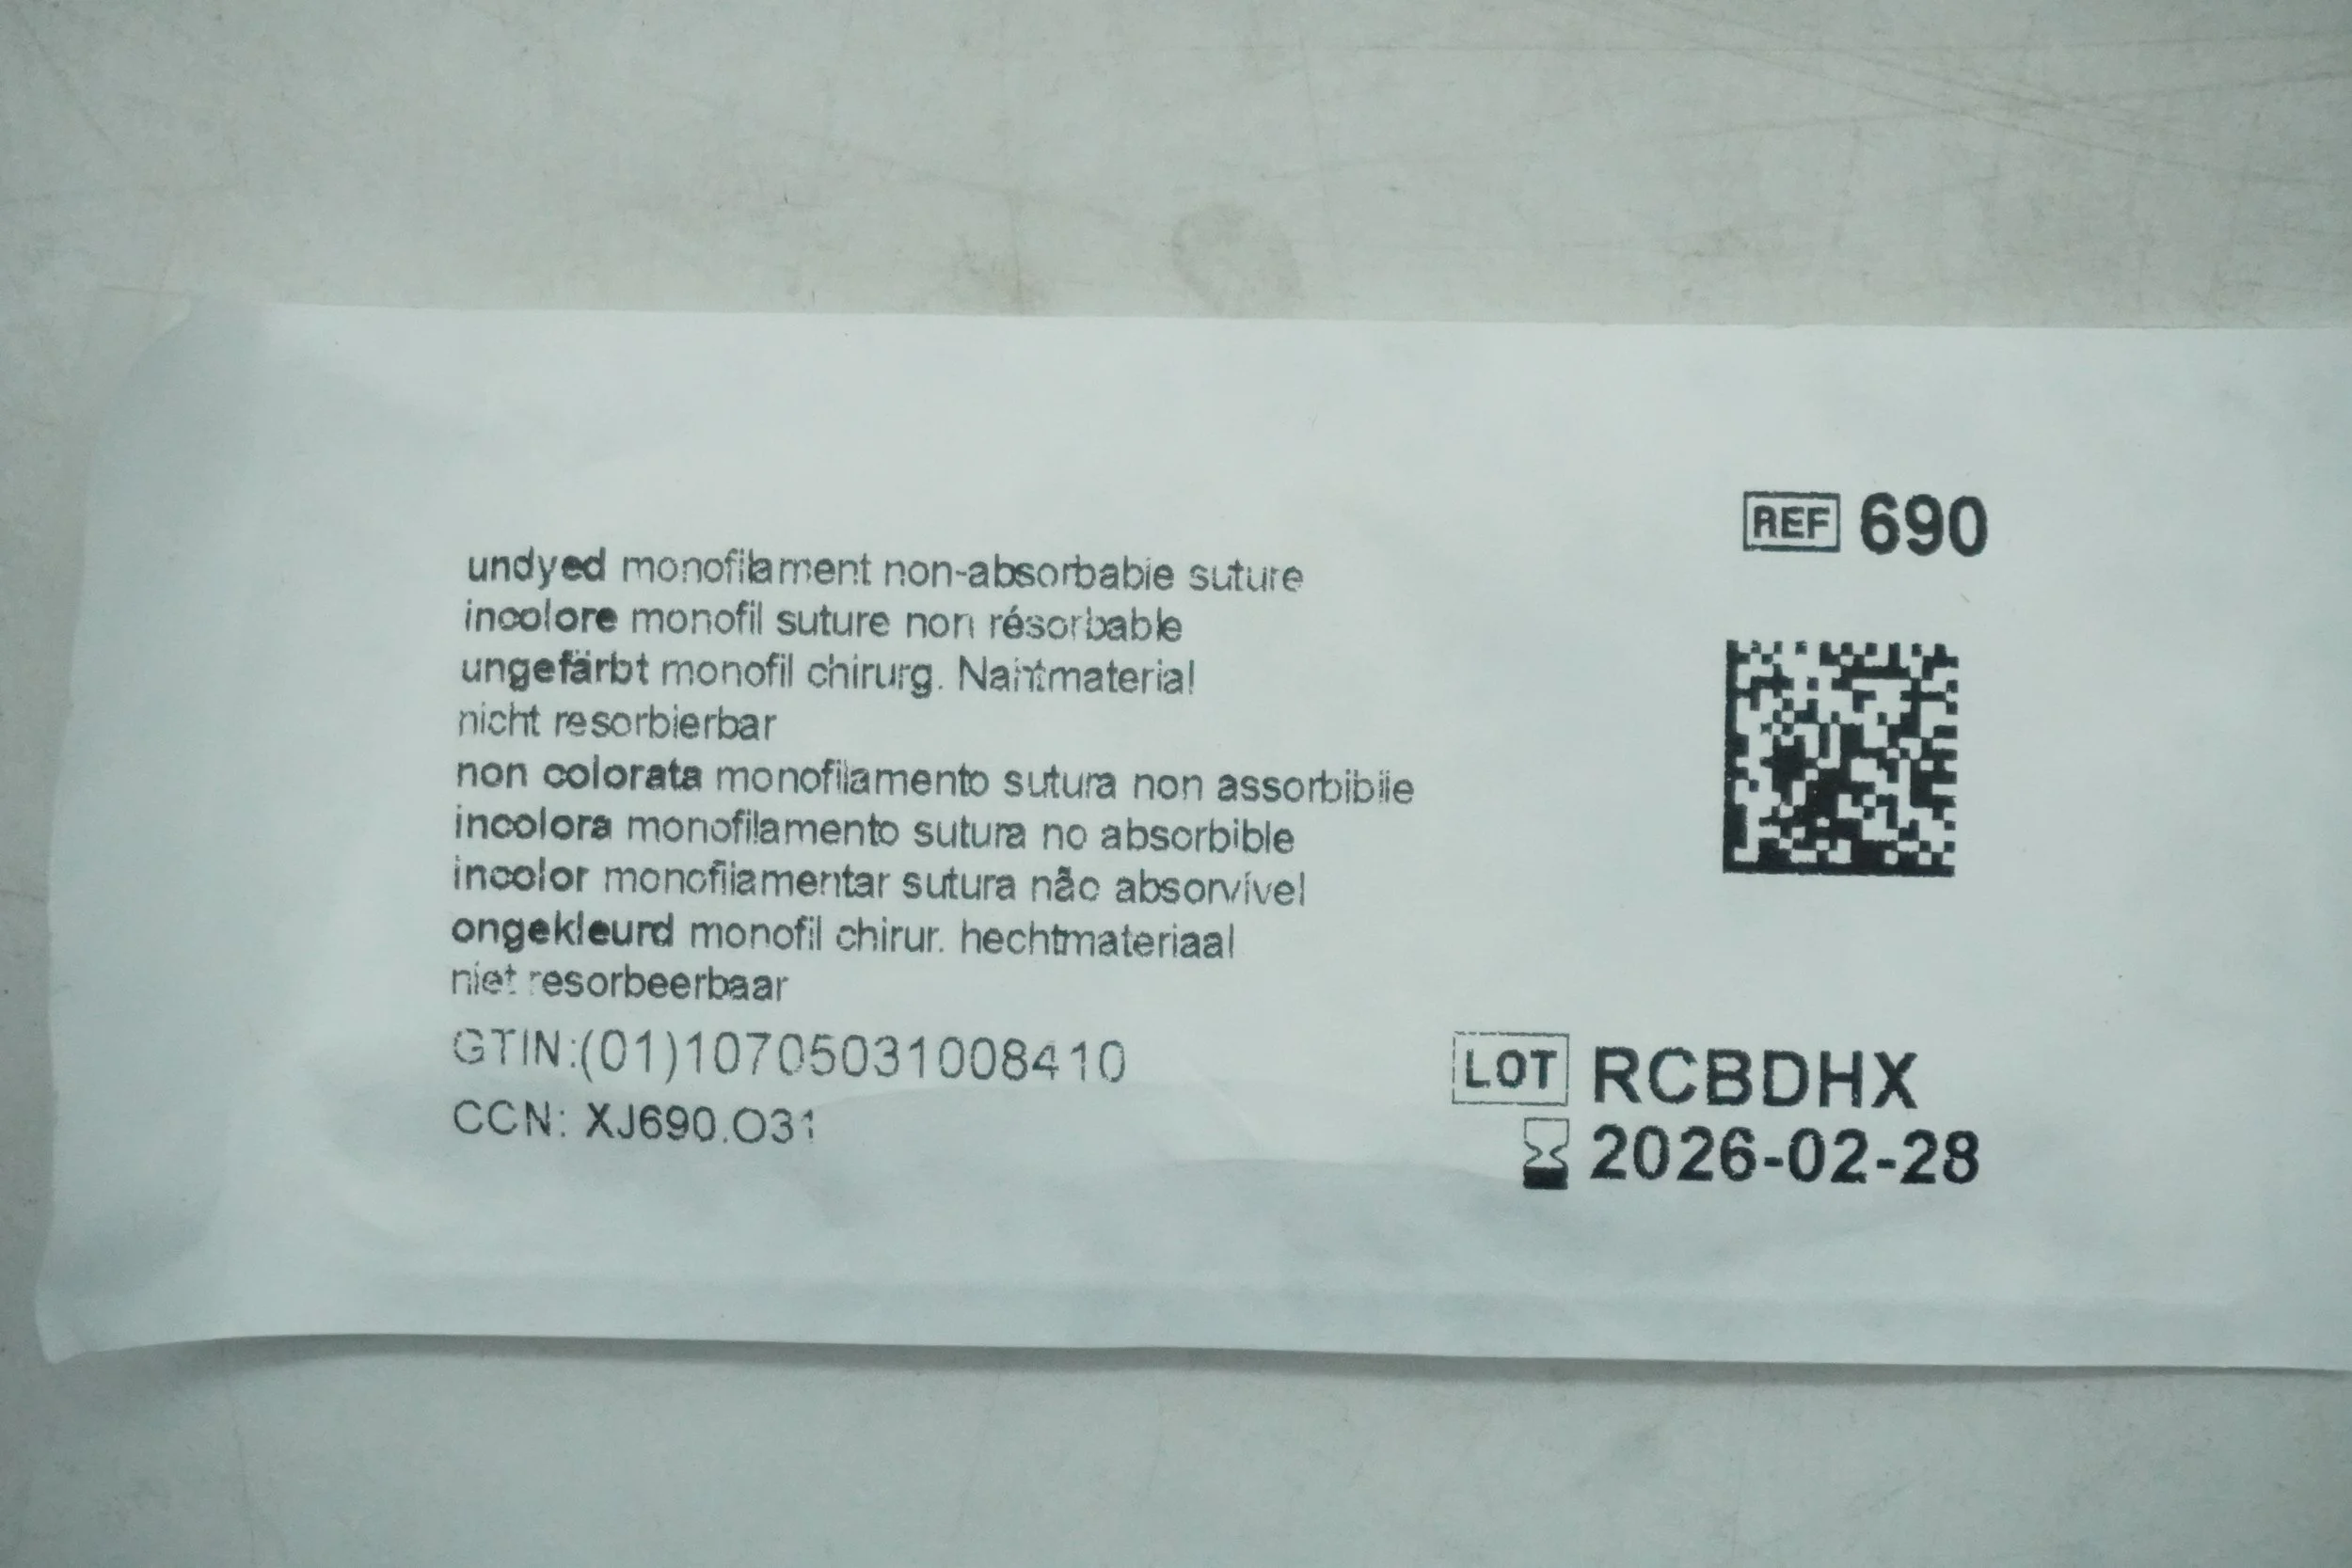 undyed monofilament non-absorbable suture
incolore monofil suture non résorbable
ungefärbt monofil chirurg. Nahtmaterial
nicht resorbierbar
non colorata monofilamento sutura non assorbibile
incolora monofilamento sutura no absorbible
incolor monofilamentar sutura não absorvível
ongekleurd monofil chirur. hechtmateriaal
niet resorbeerbaar
GTIN:(01)10705031008410
CCN: XJ690.O31
REF 690
LOT RCBDHX
2026-02-28